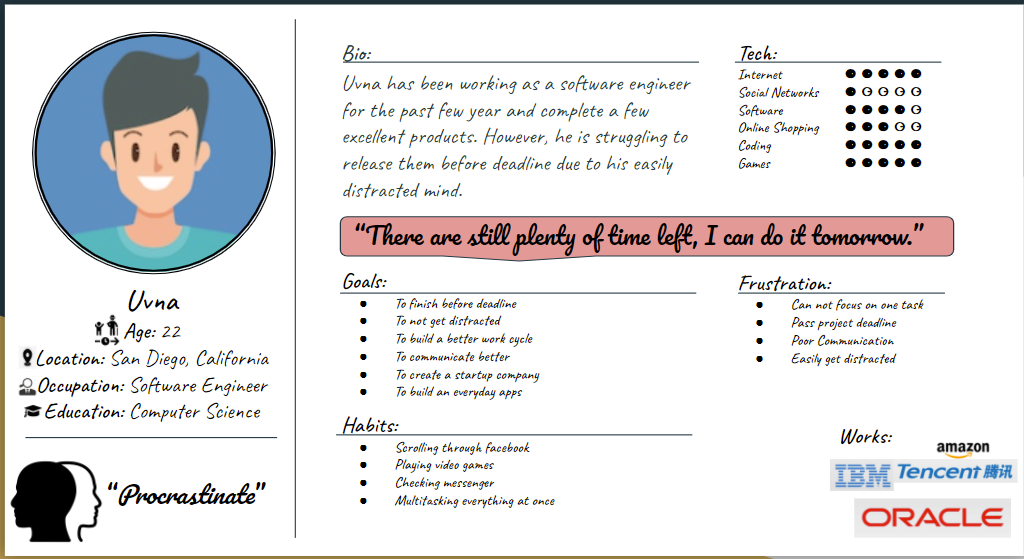 Uvna
Age: 22
Location: San Diego, California
Occupation: Software Engineer
Education: Computer Science
“Procrastinate”
Bio:
Uvna has been working as a software engineer
for the past few year and complete a few
excellent products. However, he is struggling to
release them before deadline due to his easily
distracted mind.
Tech:
Internet
Social Networks
Software
Online Shopping
Coding
Games
“There are still plenty of time left, I can do it tomorrow.”
Goals:
To finish before deadline
To not get distracted
To build a better work cycle
To communicate better
To create a startup company
To build an everyday apps
Frustration:
Can not focus on one task
Pass project deadline
Poor Communication
Easily get distracted
Habits:
Scrolling through facebook
Playing video games
Checking messenger
Multitasking everything at once
Works:
amazon
IBM Tencent 腾讯
ORACLE